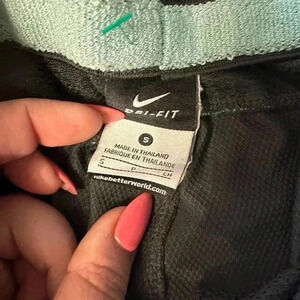 DRI-FIT
S
MADE IN THAILAND
FABRIQUÉ EN THAÏLANDE
S P CH
nikebetterworld.com